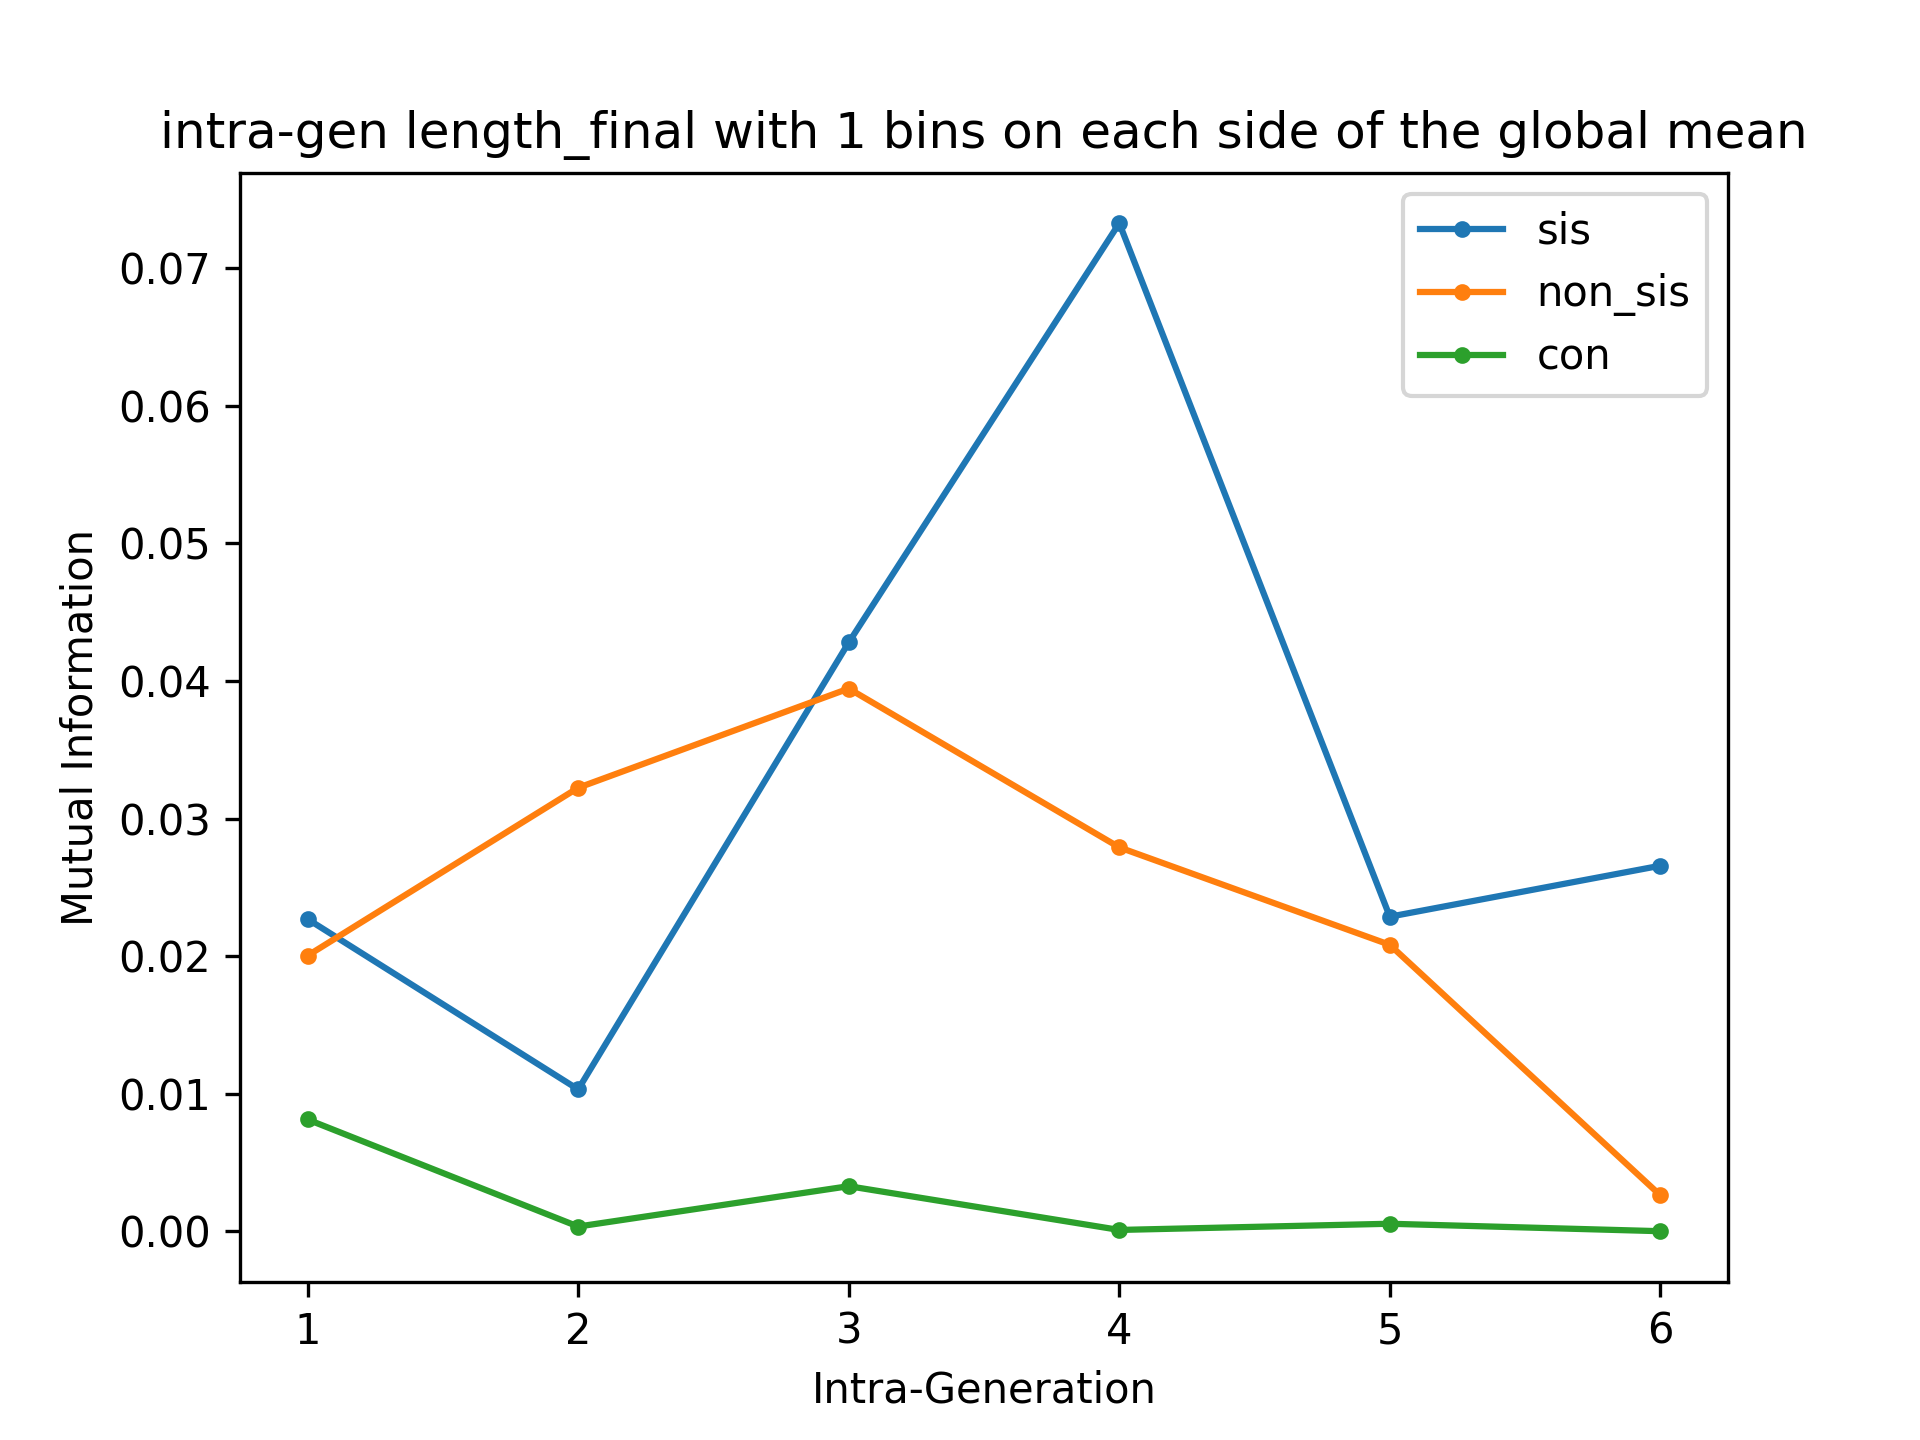 intra-gen length_final with 1 bins on each side of the global mean
sis
non_sis
con
0.07
0.06
0.05
0.04
0.03
0.02
0.01
0.00
Mutual Information
1 2 3 4 5 6
Intra-Generation